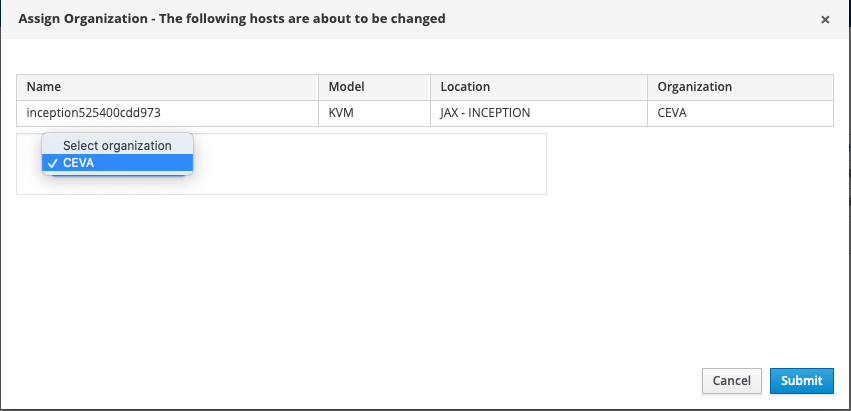 Assign Organization - The following hosts are about to be changed ×
Name Model Location Organization
inception525400cdd973 KVM JAX - INCEPTION CEVA
Select organization
✓ CEVA
Cancel Submit